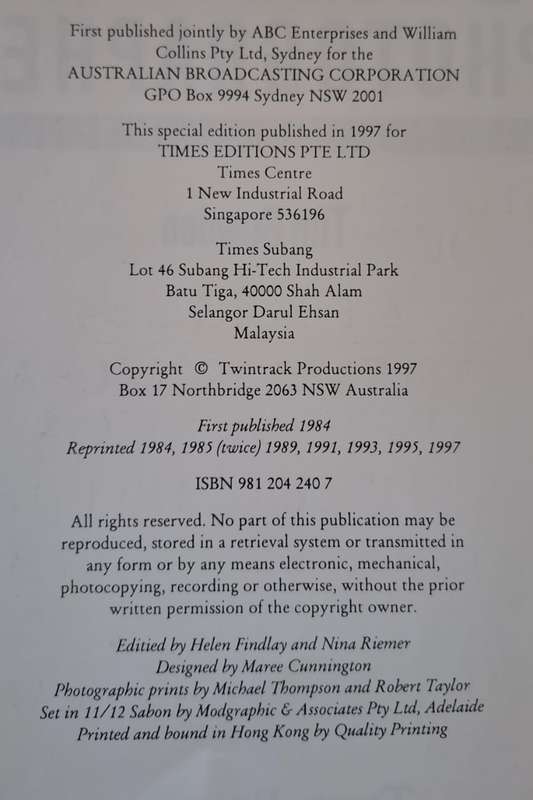 First published jointly by ABC Enterprises and William
Collins Pty Ltd, Sydney for the
AUSTRALIAN BROADCASTING CORPORATION
GPO Box 9994 Sydney NSW 2001
This special edition published in 1997 for
TIMES EDITIONS PTE LTD
Times Centre
1 New Industrial Road
Singapore 536196
Times Subang
Lot 46 Subang Hi-Tech Industrial Park
Batu Tiga, 40000 Shah Alam
Selangor Darul Ehsan
Malaysia
Copyright © Twintrack Productions 1997
Box 17 Northbridge 2063 NSW Australia
First published 1984
Reprinted 1984, 1985 (twice) 1989, 1991, 1993, 1995, 1997
ISBN 981 204 240 7
All rights reserved. No part of this publication may be
reproduced, stored in a retrieval system or transmitted in
any form or by any means electronic, mechanical,
photocopying, recording or otherwise, without the prior
written permission of the copyright owner.
Editied by Helen Findlay and Nina Riemer
Designed by Maree Cunnington
Photographic prints by Michael Thompson and Robert Taylor
Set in 11/12 Sabon by Modgraphic & Associates Pty Ltd, Adelaide
Printed and bound in Hong Kong by Quality Printing